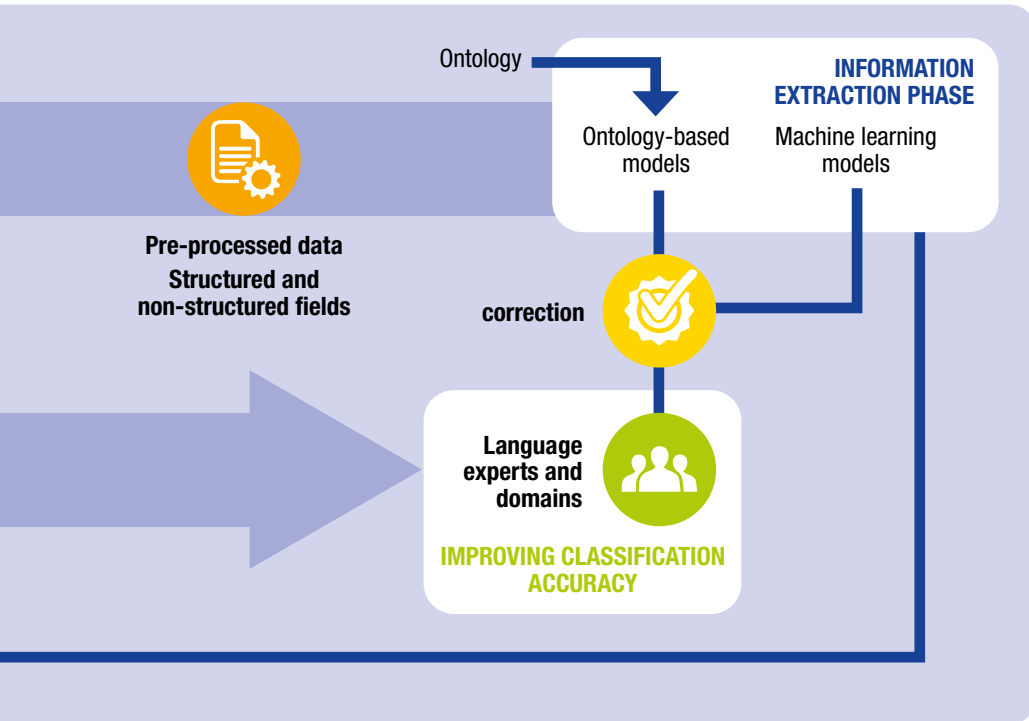 Ontology
INFORMATION
EXTRACTION PHASE
Ontology-based
models
Machine learning
models
Pre-processed data
Structured and
non-structured fields
correction
Language
experts and
domains
IMPROVING CLASSIFICATION
ACCURACY